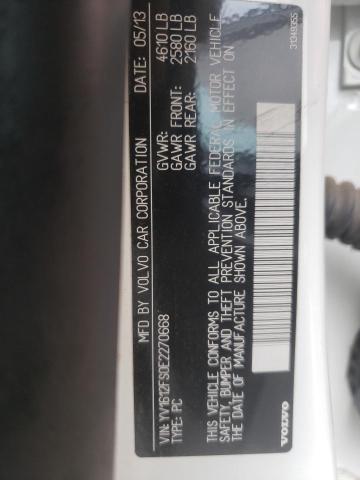 MFD BY VOLVO CAR CORPORATION DATE: 05/13
GVWR: 4610 LB
GAWR FRONT: 2580 LB
GAWR REAR: 2160 LB
VIN: YV1612FS0E2270668
TYPE: PC
THIS VEHICLE CONFORMS TO ALL APPLICABLE FEDERAL MOTOR VEHICLE
SAFETY, BUMPER AND THEFT PREVENTION STANDARDS IN EFFECT ON
THE DATE OF MANUFACTURE SHOWN ABOVE.
VOLVO
31349355